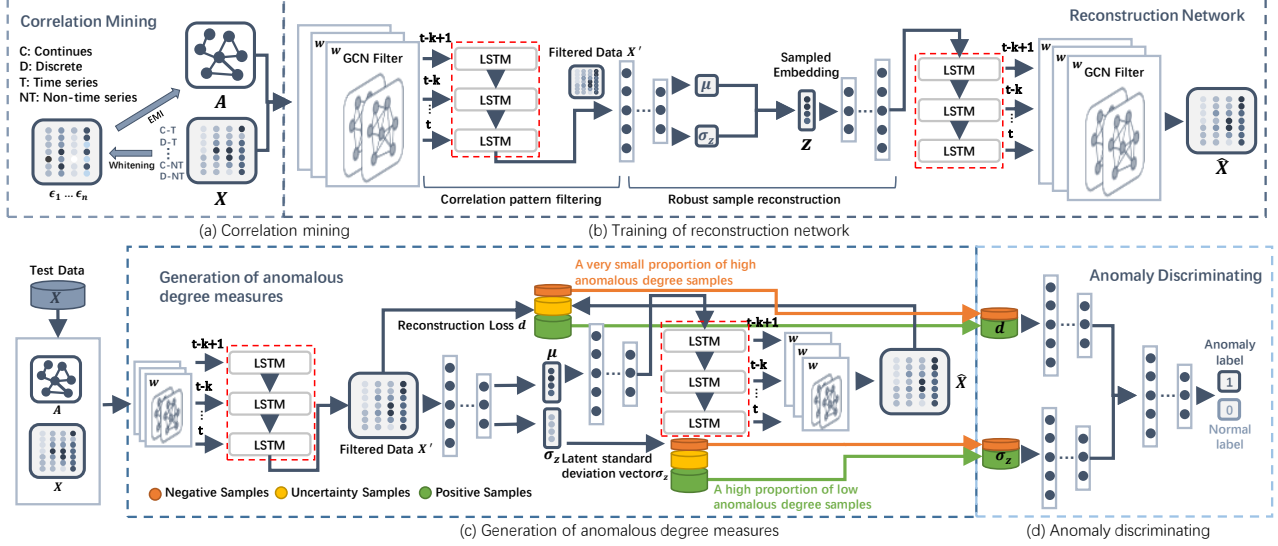 Correlation Mining
C: Continues
D: Discrete
T: Time series
NT: Non-time series
A
EMI
C-T
D-T
C-NT
D-NT
Whitening
ϵ₁ ... ϵₙ
X
(a) Correlation mining
Reconstruction Network
w
w
GCN Filter
t-k+1
t-k
t
LSTM
LSTM
LSTM
Filtered Data X′
μ
σ_z
Sampled
Embedding
Z
LSTM
LSTM
LSTM
t-k+1
t-k
t
w
w
GCN Filter
X̂
Correlation pattern filtering
Robust sample reconstruction
(b) Training of reconstruction network
Test Data
X
A
X
Generation of anomalous
degree measures
w
t-k+1
t-k
t
LSTM
LSTM
LSTM
Filtered Data X′
Reconstruction Loss d
A very small proportion of high
anomalous degree samples
μ
σ_z
Latent standard
deviation vectorσ_z
LSTM
LSTM
LSTM
t-k+1
t-k
t
w
w
w
X̂
A high proportion of low
anomalous degree samples
Negative Samples
Uncertainty Samples
Positive Samples
(c) Generation of anomalous degree measures
Anomaly Discriminating
d
σ_z
Anomaly
label
1
0
Normal
label
(d) Anomaly discriminating